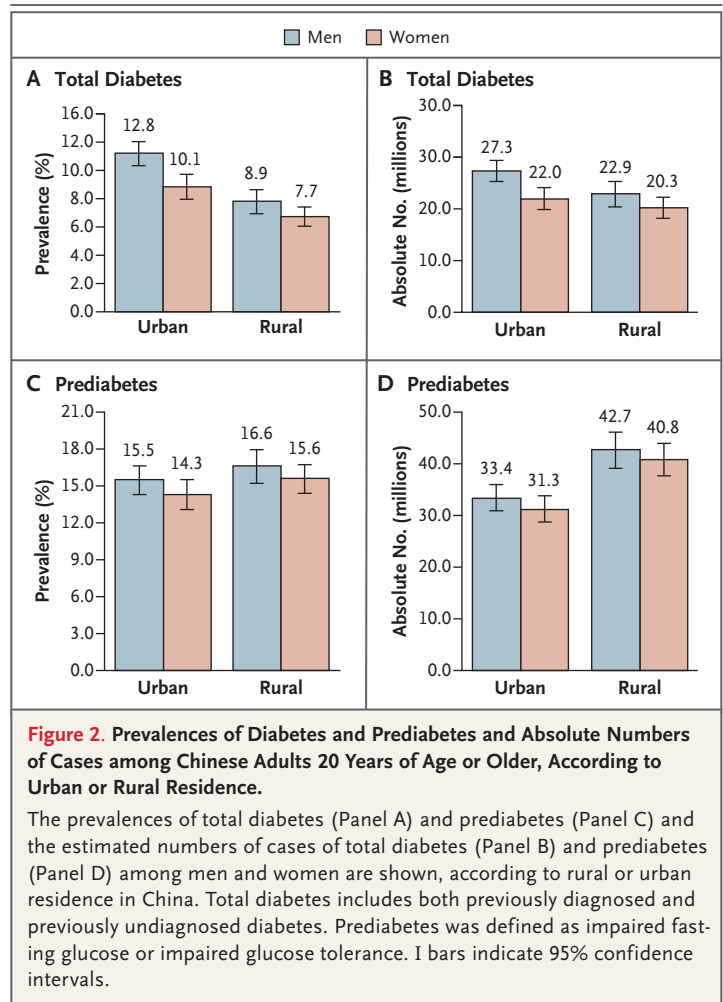 Men Women
A Total Diabetes
16.0
14.0
12.0
10.0
8.0
6.0
4.0
2.0
0.0
Prevalence (%)
12.8
10.1
8.9
7.7
Urban Rural
B Total Diabetes
30.0
30.0
20.0
10.0
0.0
Absolute No. (millions)
27.3
22.0
22.9
20.3
Urban Rural
C Prediabetes
21.0
18.0
15.0
12.0
9.0
6.0
3.0
0.0
Prevalence (%)
15.5
14.3
16.6
15.6
Urban Rural
D Prediabetes
50.0
40.0
30.0
20.0
10.0
0.0
Absolute No. (millions)
33.4
31.3
42.7
40.8
Urban Rural
Figure 2. Prevalences of Diabetes and Prediabetes and Absolute Numbers
of Cases among Chinese Adults 20 Years of Age or Older, According to
Urban or Rural Residence.
The prevalences of total diabetes (Panel A) and prediabetes (Panel C) and
the estimated numbers of cases of total diabetes (Panel B) and prediabetes
(Panel D) among men and women are shown, according to rural or urban
residence in China. Total diabetes includes both previously diagnosed and
previously undiagnosed diabetes. Prediabetes was defined as impaired fast-
ing glucose or impaired glucose tolerance. I bars indicate 95% confidence
intervals.